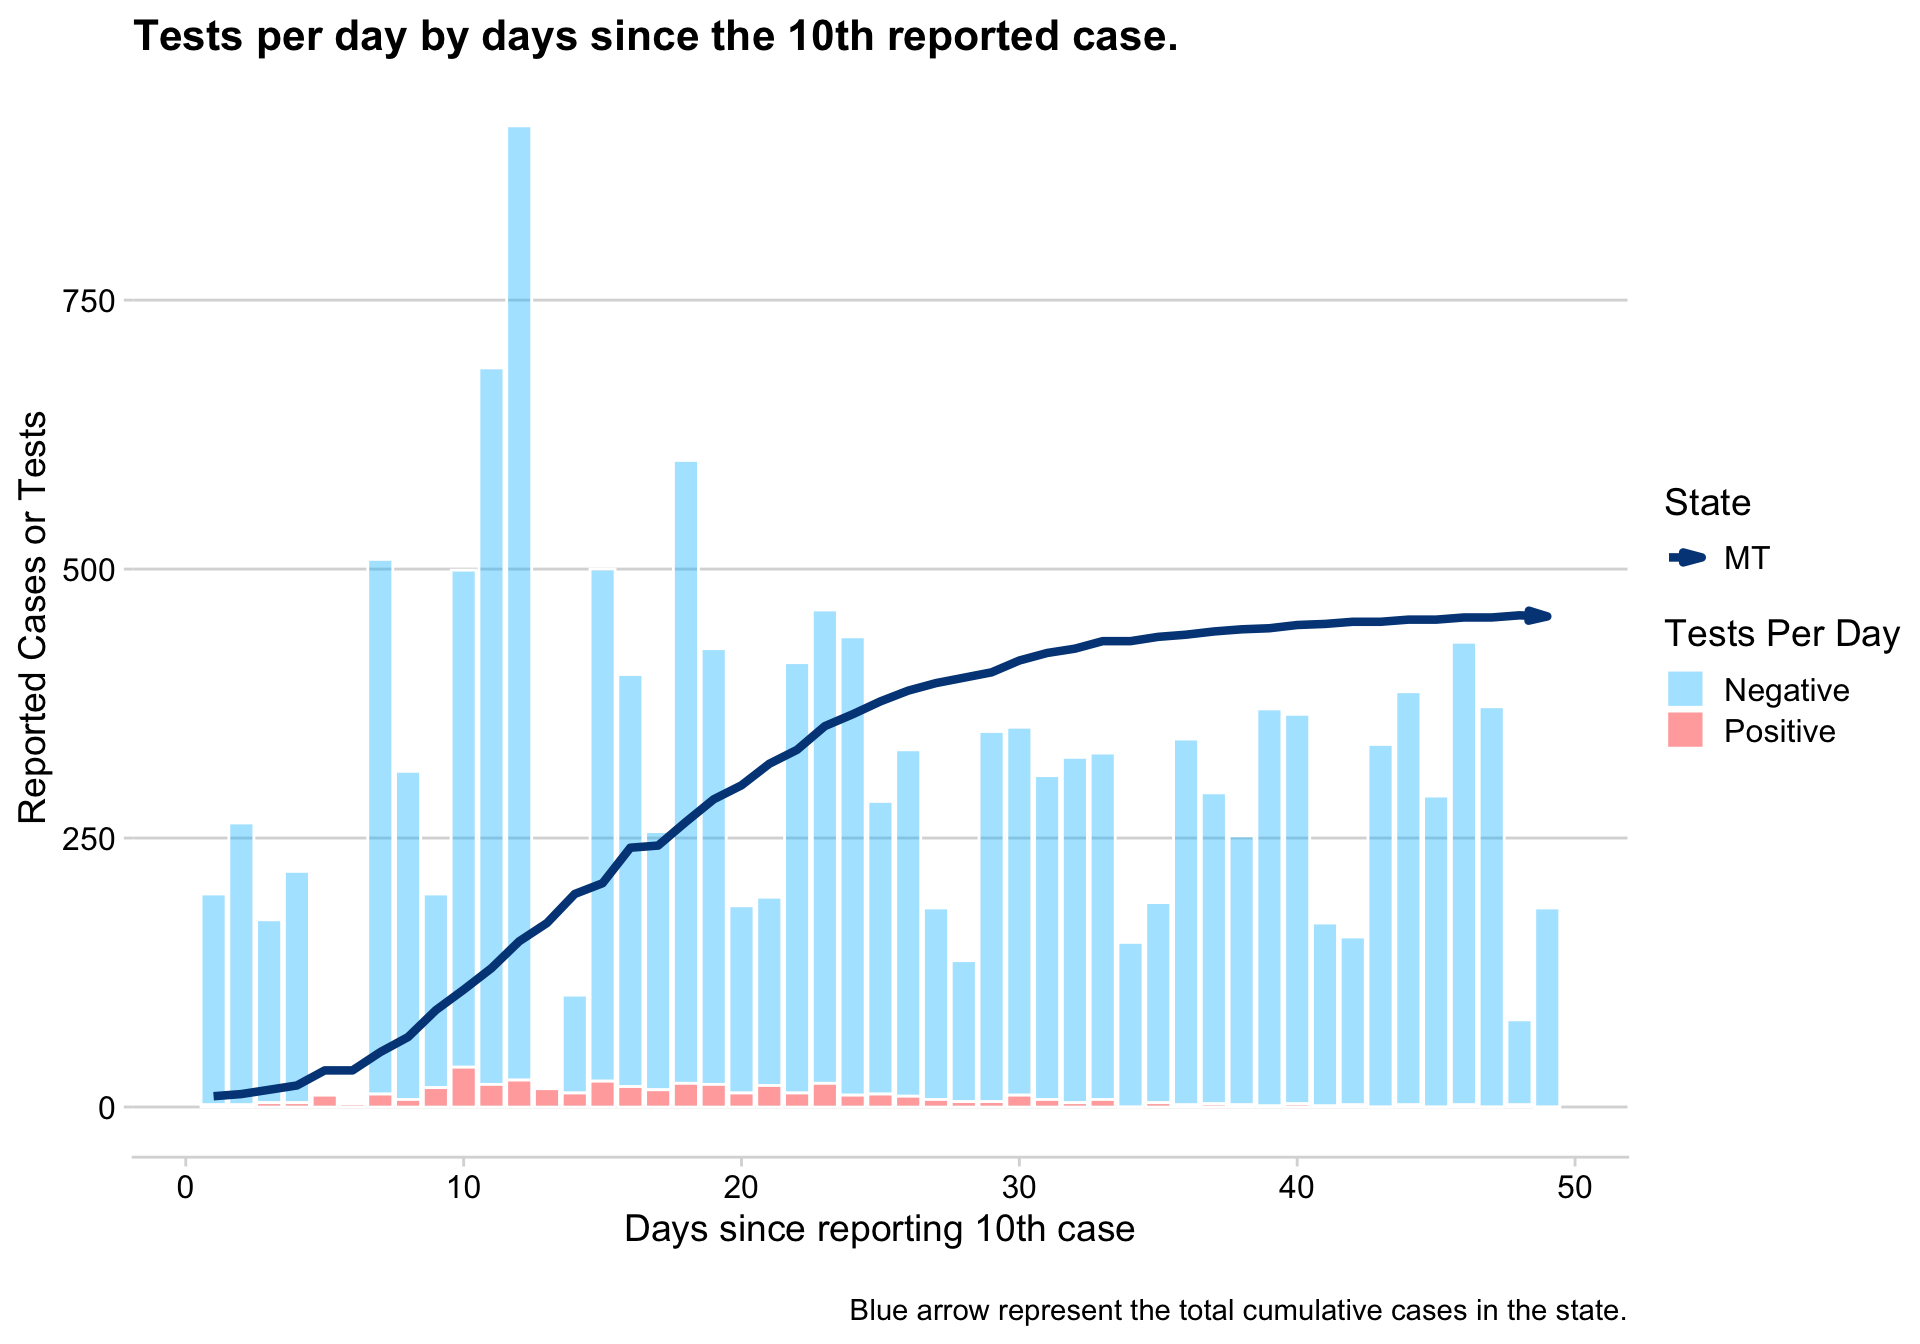 Tests per day by days since the 10th reported case.
Reported Cases or Tests
750
500
250
0
0 10 20 30 40 50
Days since reporting 10th case
State
MT
Tests Per Day
Negative
Positive
Blue arrow represent the total cumulative cases in the state.